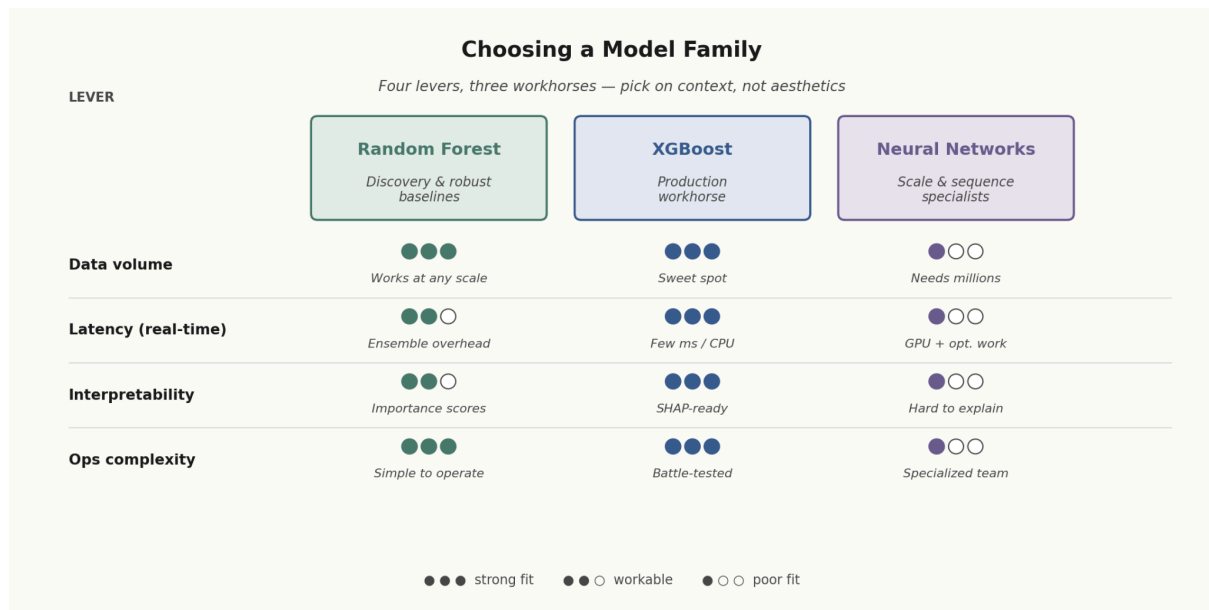 Choosing a Model Family
Four levers, three workhorses — pick on context, not aesthetics
LEVER
Random Forest
Discovery & robust
baselines
XGBoost
Production
workhorse
Neural Networks
Scale & sequence
specialists
Data volume
Works at any scale
Sweet spot
Needs millions
Latency (real-time)
Ensemble overhead
Few ms / CPU
GPU + opt. work
Interpretability
Importance scores
SHAP-ready
Hard to explain
Ops complexity
Simple to operate
Battle-tested
Specialized team
●●● strong fit
●●○ workable
●○○ poor fit